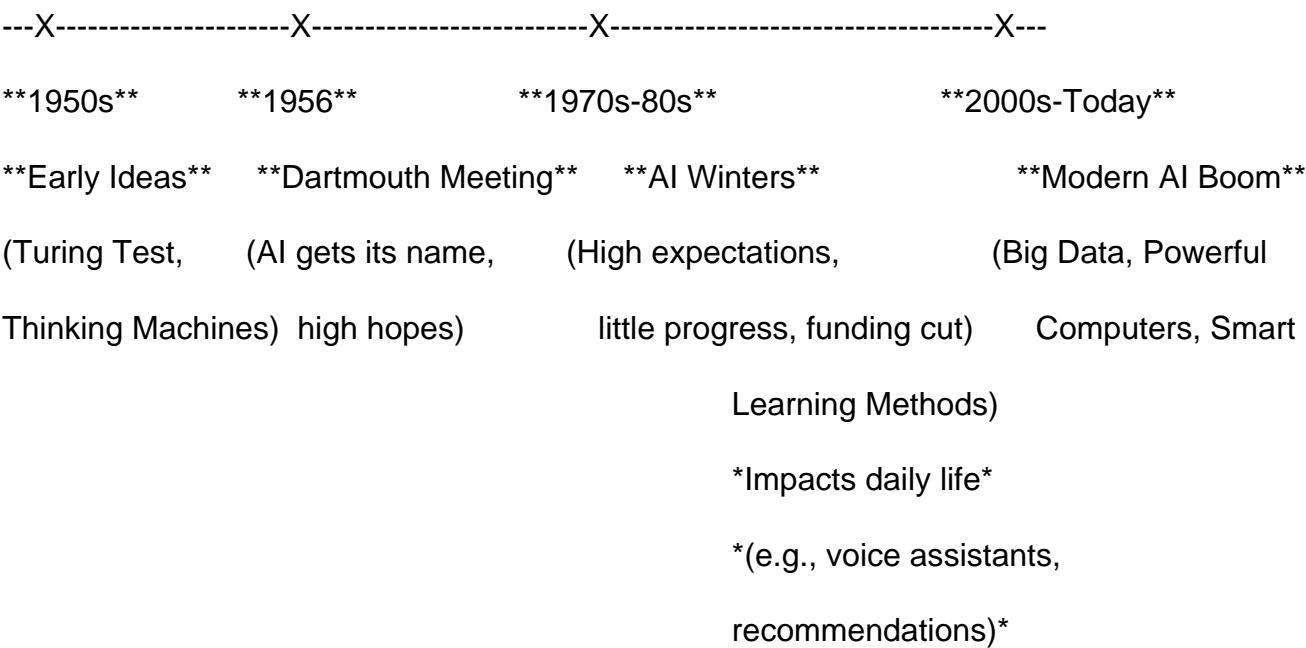 ---X----------------------X--------------------------X------------------------------------X---
**1950s** **1956** **1970s-80s** **2000s-Today**
**Early Ideas** **Dartmouth Meeting** **AI Winters** **Modern AI Boom**
(Turing Test, (AI gets its name, (High expectations, (Big Data, Powerful
Thinking Machines) high hopes) little progress, funding cut) Computers, Smart
Learning Methods)
*Impacts daily life*
*(e.g., voice assistants,
recommendations)*